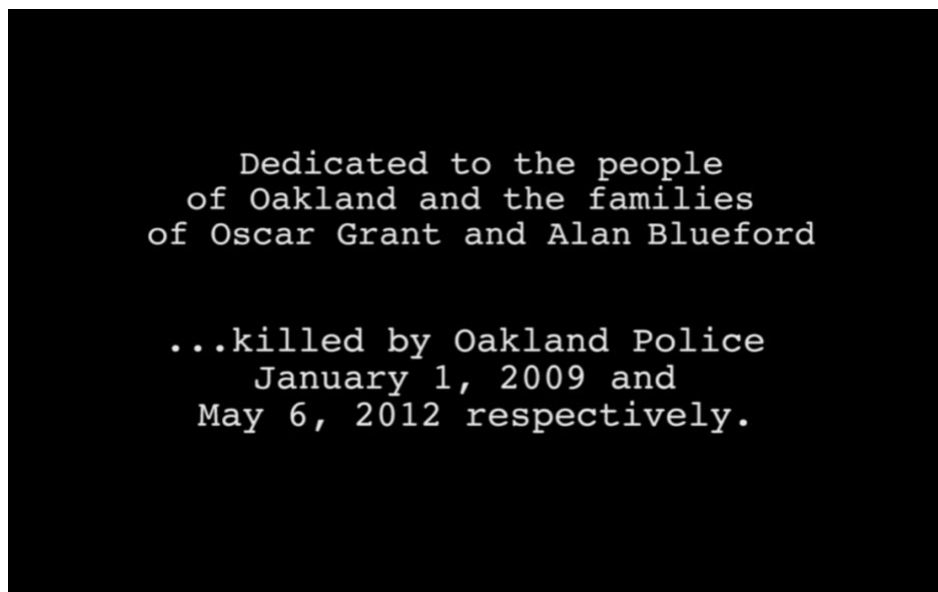 Dedicated to the people
of Oakland and the families
of Oscar Grant and Alan Blueford
...killed by Oakland Police
January 1, 2009 and
May 6, 2012 respectively.